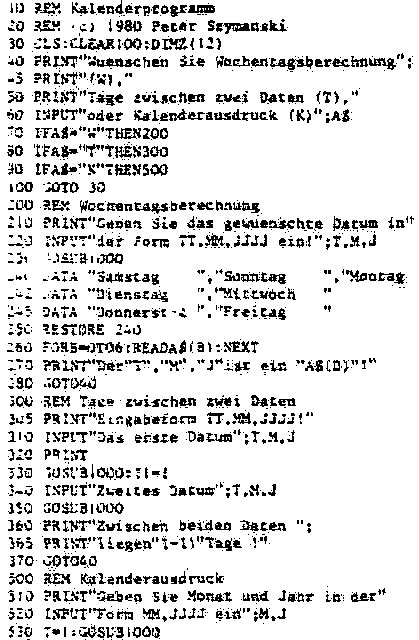 10 REM Kalenderprogramm
20 REM (c) 1980 Peter Szymanski
30 CLS:CLEAR100:DIMZ(12)
40 PRINT"Wuenschen Sie Wochentagsberechnung";
45 PRINT"(W),"
50 PRINT"Tage zwischen zwei Daten (T),"
60 INPUT"oder Kalenderausdruck (K)";A$
70 IFA$="W"THEN200
80 IFA$="T"THEN300
90 IFA$="K"THEN500
100 GOTO 30
200 REM Wochentagsberechnung
210 PRINT"Geben Sie das gewuenschte Datum in"
220 INPUT"der Form TT,MM,JJJJ ein!";T,M,J
230 GOSUB1000
240 DATA "Samstag ","Sonntag ","Montag
242 DATA "Dienstag ","Mittwoch "
245 DATA "Donnerstag ","Freitag "
250 RESTORE 240
260 FORB=0TO6:READA$(B):NEXT
270 PRINT"Der"T","M","J"ist ein "A$(D)"!"
280 GOTO40
300 REM Tage zwischen zwei Daten
305 PRINT"Eingabeform TT,MM,JJJJ!"
310 INPUT"Das erste Datum";T,M,J
320 PRINT
330 GOSUB1000:
340 INPUT"Zweites Datum";T,M,J
350 GOSUB1000
360 PRINT"Zwischen beiden Daten ";
365 PRINT"liegen" "Tage !"
370 GOTO40
500 REM Kalenderausdruck
510 PRINT"Geben Sie Monat und Jahr in der"
520 INPUT"Form MM,JJJJ ein";M,J
530 T=1:GOSUB1000